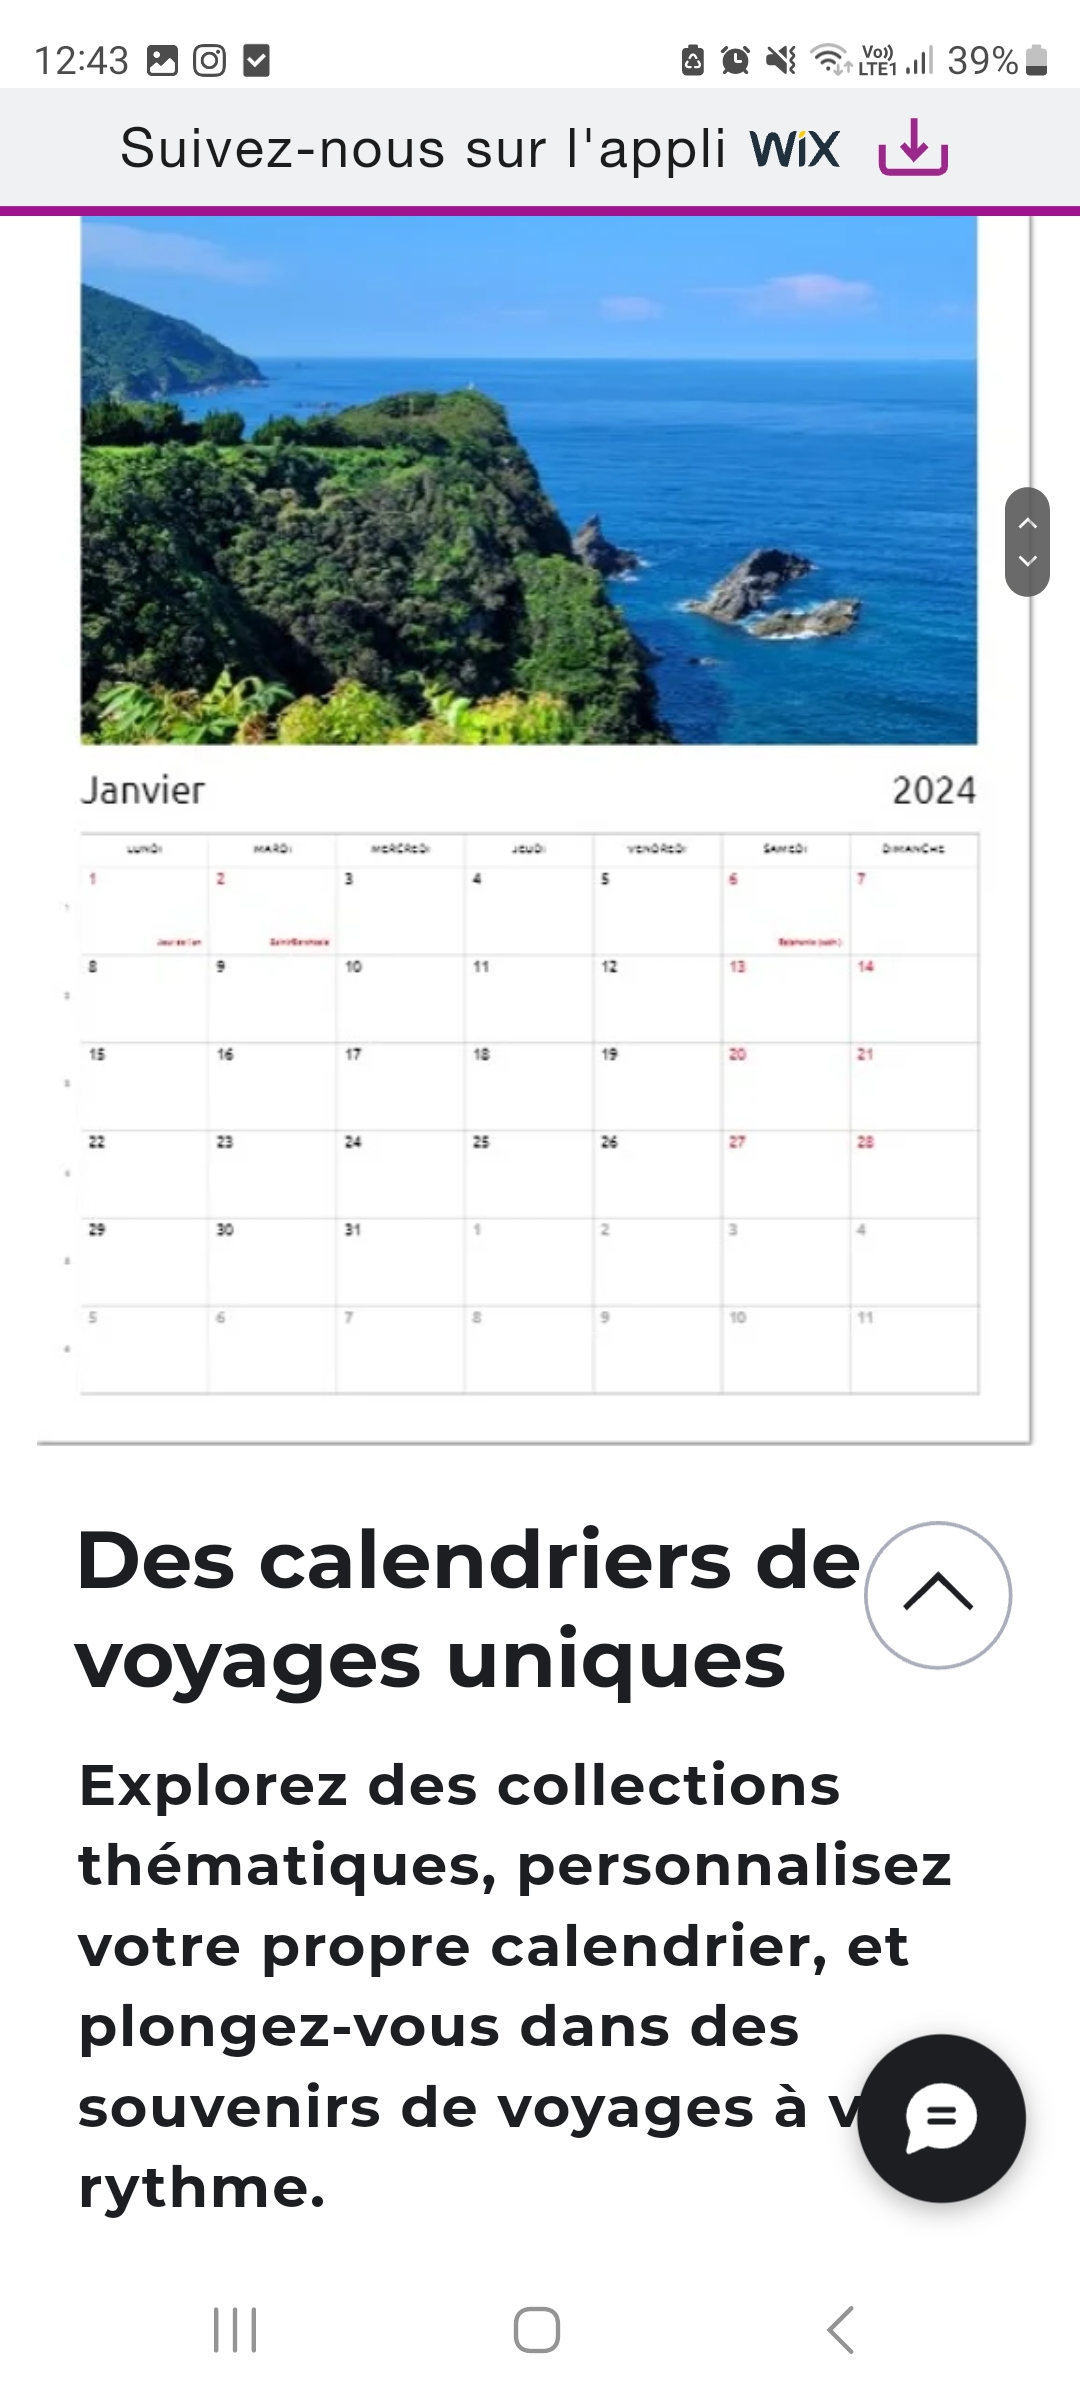 12:43 Vo)) LTE1 39%
Suivez-nous sur l'appli WiX
Janvier 2024
LUNDI MARDI MERCREDI JEUDI VENDREDI SAMEDI DIMANCHE
1 2 3 4 5 6 7
8 9 10 11 12 13 14
15 16 17 18 19 20 21
22 23 24 25 26 27 28
29 30 31 1 2 3 4
5 6 7 8 9 10 11
Des calendriers de
voyages uniques
Explorez des collections
thématiques, personnalisez
votre propre calendrier, et
plongez-vous dans des
souvenirs de voyages à v
rythme.